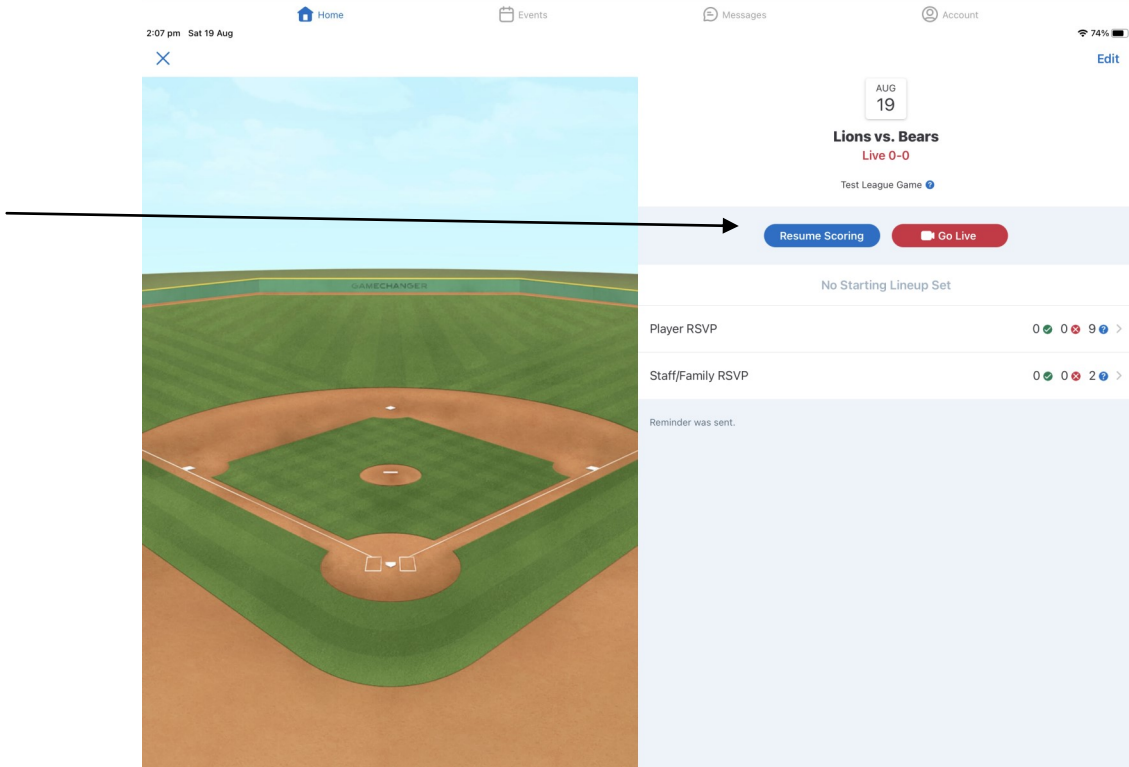 Home Events Messages Account
2:07 pm Sat 19 Aug 74%
Edit
AUG
19
Lions vs. Bears
Live 0-0
Test League Game ?
Resume Scoring Go Live
GAMECHANGER
No Starting Lineup Set
Player RSVP 0 0 9 ?
Staff/Family RSVP 0 0 2 ?
Reminder was sent.